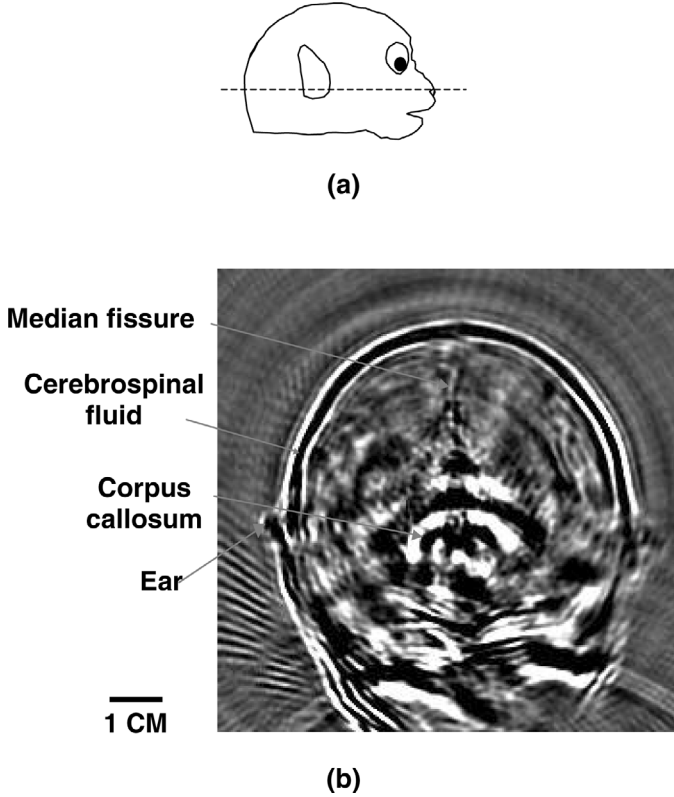 (a)
Median fissure
Cerebrospinal
fluid
Corpus
callosum
Ear
1 CM
(b)